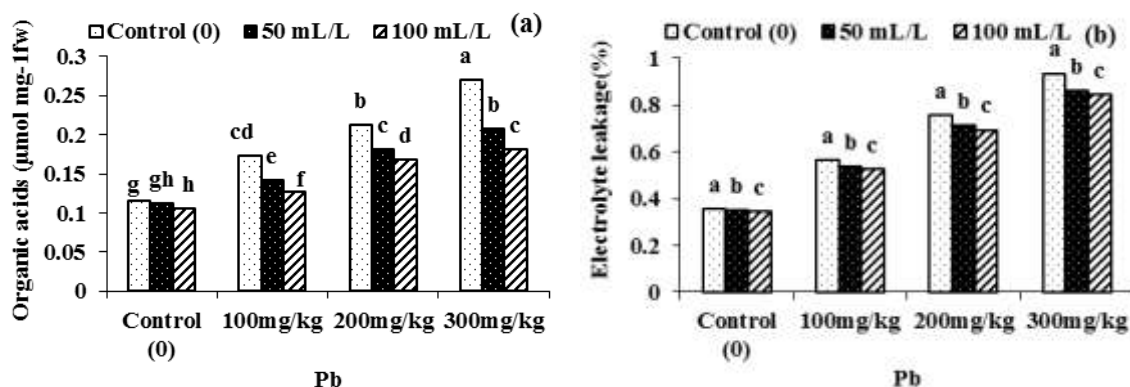 Control (0) 50 mL/L 100 mL/L (a)
Organic acids (µmol mg-1fw)
0.3
0.25
0.2
0.15
0.1
0.05
0
g gh h
cd e f
b c d
a b c
Control (0) 100mg/kg 200mg/kg 300mg/kg
Pb
Control (0) 50 mL/L 100 mL/L (b)
Electrolyte leakage(%)
1
0.8
0.6
0.4
0.2
0
a b c
a b c
a b c
a b c
Control (0) 100mg/kg 200mg/kg 300mg/kg
Pb